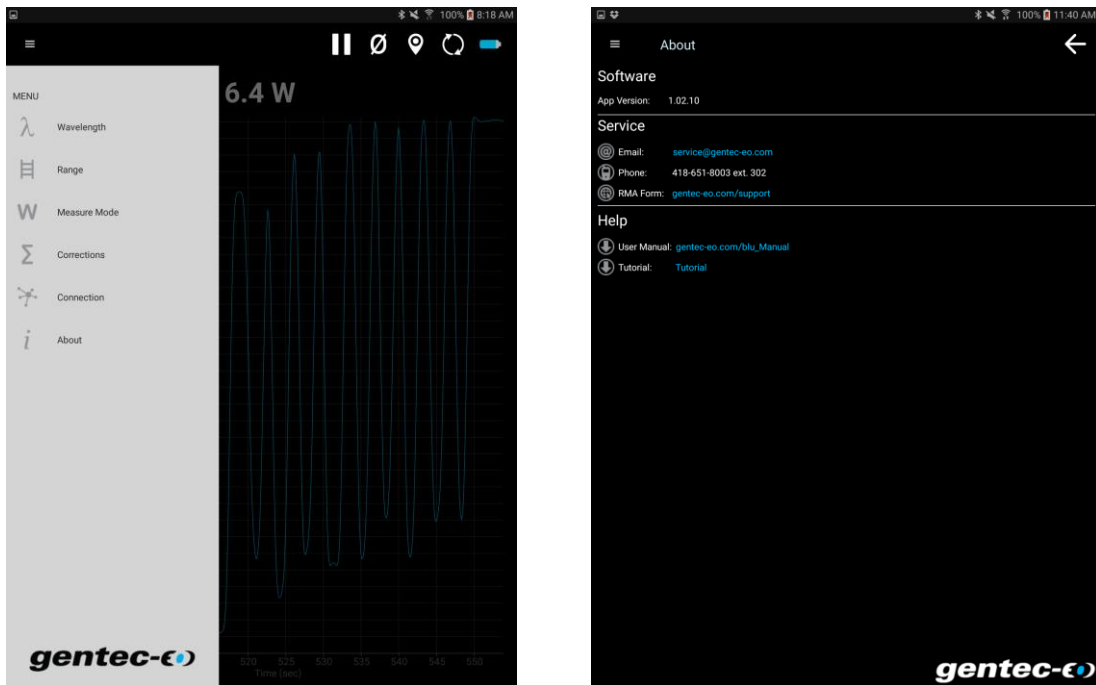 100% 8:18 AM
6.4 W
MENU
λ Wavelength
Range
W Measure Mode
Σ Corrections
Connection
i About
520 525 530 535 540 545 550
Time (sec)
gentec-eo
100% 11:40 AM
About
Software
App Version: 1.02.10
Service
@ Email: service@gentec-eo.com
Phone: 418-651-8003 ext. 302
RMA Form: gentec-eo.com/support
Help
User Manual: gentec-eo.com/blu_Manual
Tutorial: Tutorial
gentec-eo